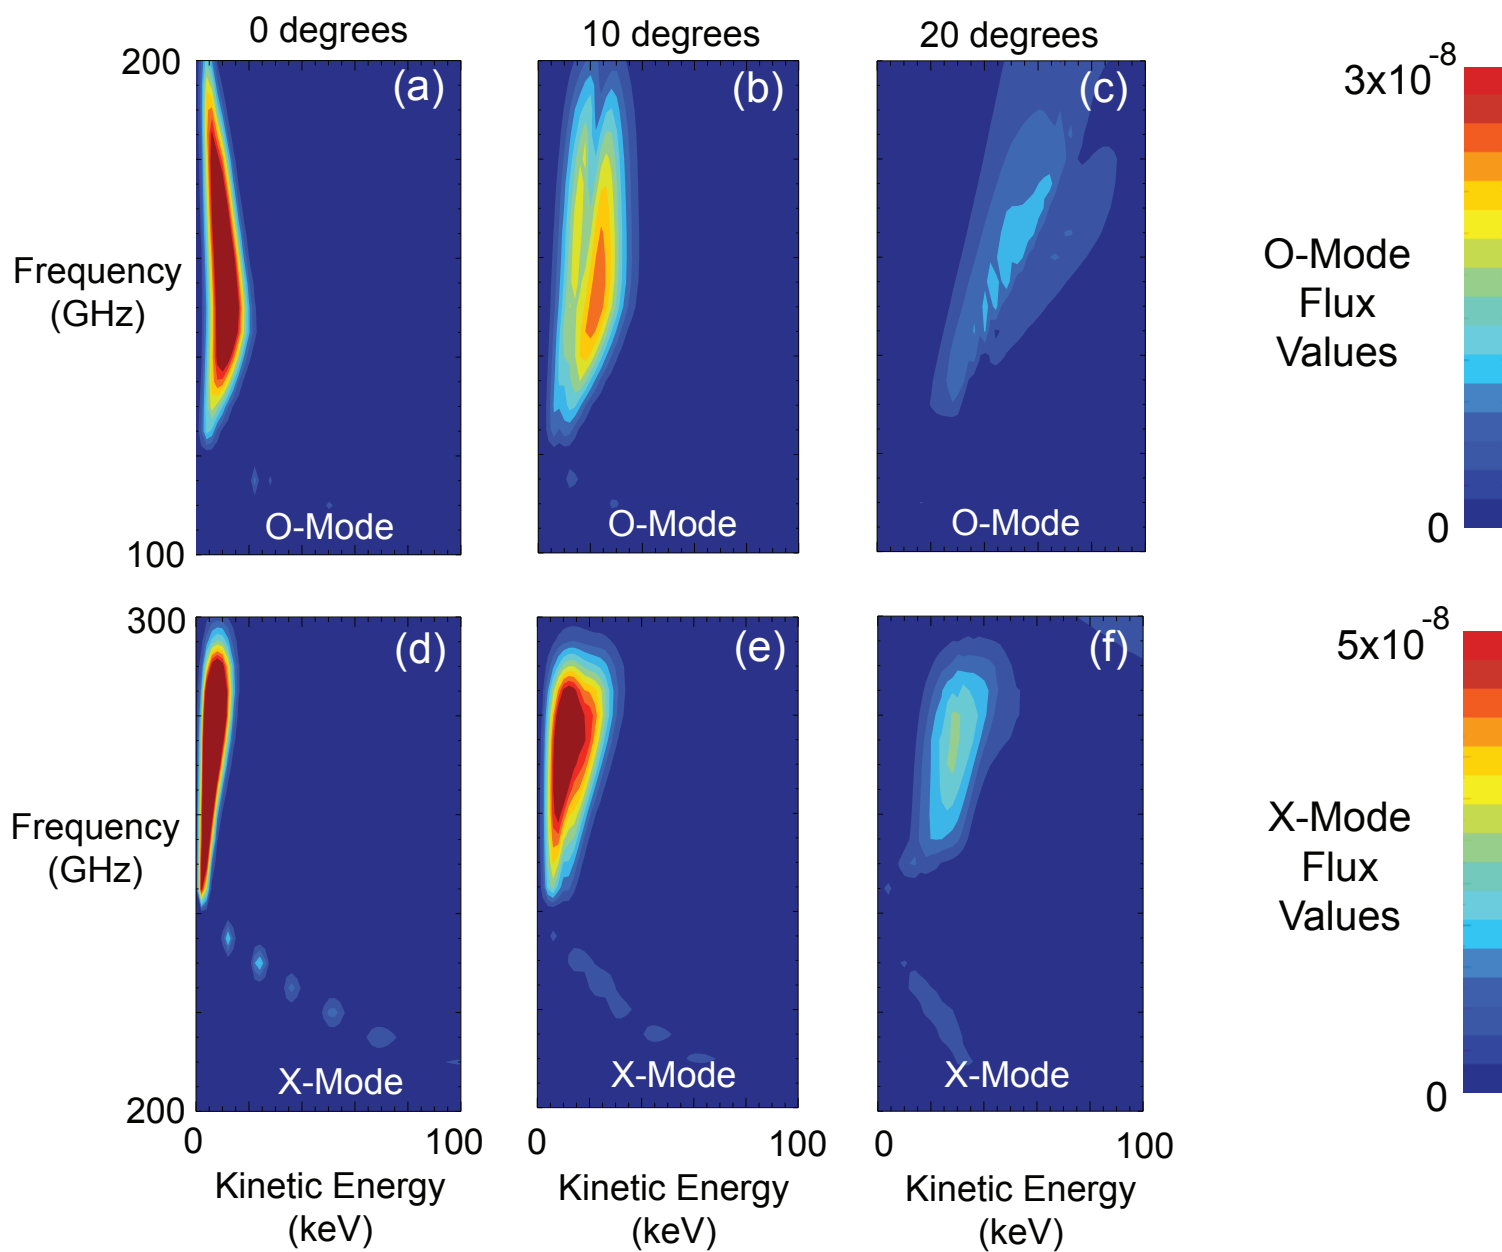 0 degrees
10 degrees
20 degrees
200
(a)
(b)
(c)
3x10-8
Frequency
(GHz)
O-Mode
Flux
Values
O-Mode
O-Mode
O-Mode
100
0
300
(d)
(e)
(f)
5x10-8
Frequency
(GHz)
X-Mode
Flux
Values
X-Mode
X-Mode
X-Mode
200
0
0
100
0
100
0
100
Kinetic Energy
(keV)
Kinetic Energy
(keV)
Kinetic Energy
(keV)